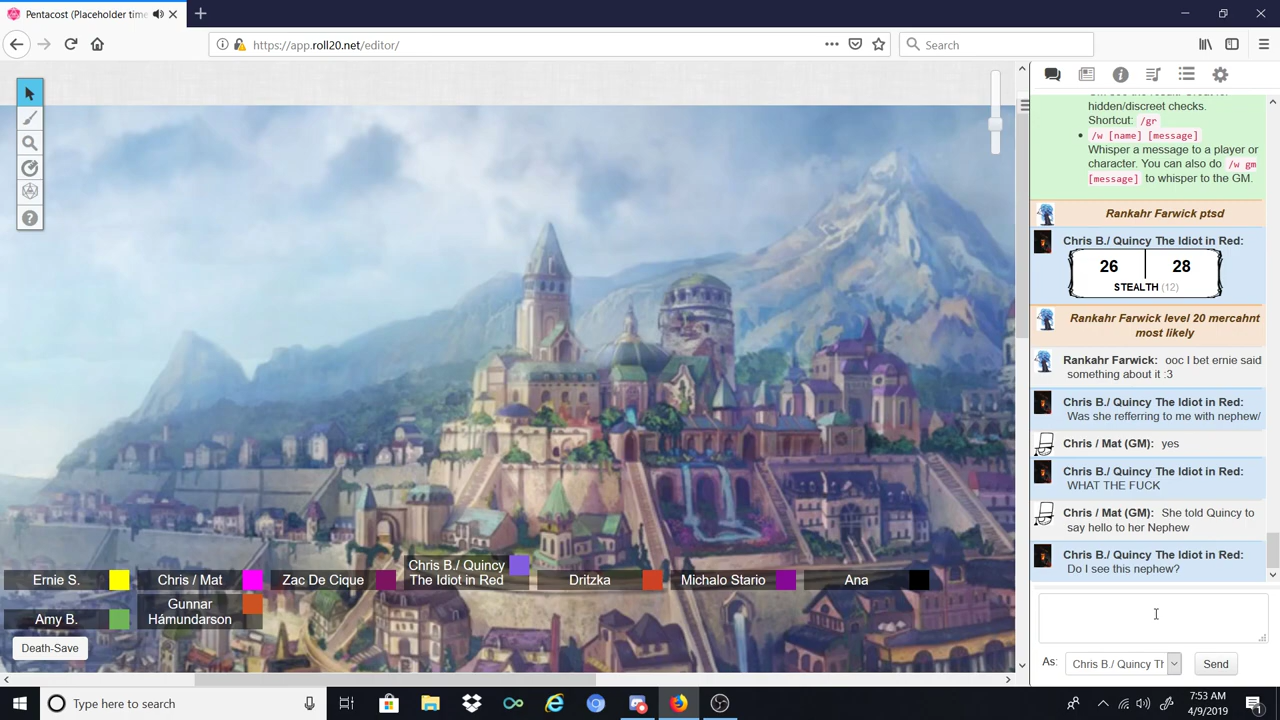 Pentacost (Placeholder time
https://app.roll20.net/editor/
Search
hidden/discreet checks.
Shortcut: /gr
/w [name] [message]
Whisper a message to a player or
character. You can also do /w gm
[message] to whisper to the GM.
Rankahr Farwick ptsd
Chris B./ Quincy The Idiot in Red:
26 28
STEALTH (12)
Rankahr Farwick level 20 mercahnt
most likely
Rankahr Farwick: ooc I bet ernie said
something about it :3
Chris B./ Quincy The Idiot in Red:
Was she refferring to me with nephew/
Chris / Mat (GM): yes
Chris B./ Quincy The Idiot in Red:
WHAT THE FUCK
Chris / Mat (GM): She told Quincy to
say hello to her Nephew
Chris B./ Quincy The Idiot in Red:
Do I see this nephew?
Ernie S.
Chris / Mat
Zac De Cique
Chris B./ Quincy
The Idiot in Red
Dritzka
Michalo Stario
Ana
Amy B.
Gunnar
Hámundarson
Death-Save
As: Chris B./ Quincy Th
Send
Type here to search
7:53 AM
4/9/2019
1